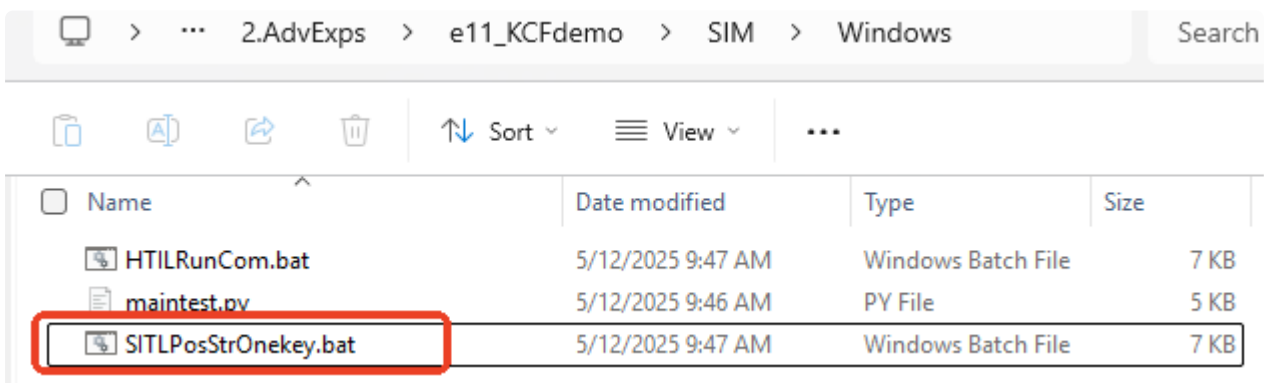 > ... 2.AdvExps > e11_KCFdemo > SIM > Windows Search
Sort View ...
Name Date modified Type Size
HTILRunCom.bat 5/12/2025 9:47 AM Windows Batch File 7 KB
maintest.py 5/12/2025 9:46 AM PY File 5 KB
SITLPosStrOnekey.bat 5/12/2025 9:47 AM Windows Batch File 7 KB